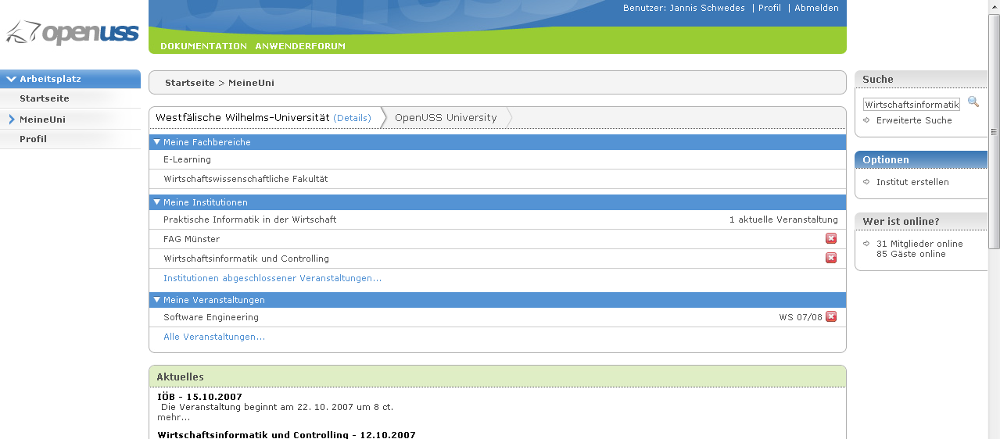 Benutzer: Jannis Schwedes | Profil | Abmelden
openuss
DOKUMENTATION ANWENDERFORUM
Arbeitsplatz
Startseite
MeineUni
Profil
Startseite > MeineUni
Westfälische Wilhelms-Universität (Details) OpenUSS University
Meine Fachbereiche
E-Learning
Wirtschaftswissenschaftliche Fakultät
Meine Institutionen
Praktische Informatik in der Wirtschaft 1 aktuelle Veranstaltung
FAG Münster
Wirtschaftsinformatik und Controlling
Institutionen abgeschlossener Veranstaltungen...
Meine Veranstaltungen
Software Engineering WS 07/08
Alle Veranstaltungen...
Aktuelles
IÖB - 15.10.2007
Die Veranstaltung beginnt am 22. 10. 2007 um 8 ct.
mehr...
Wirtschaftsinformatik und Controlling - 12.10.2007
Suche
Wirtschaftsinformatik
Erweiterte Suche
Optionen
Institut erstellen
Wer ist online?
31 Mitglieder online
85 Gäste online